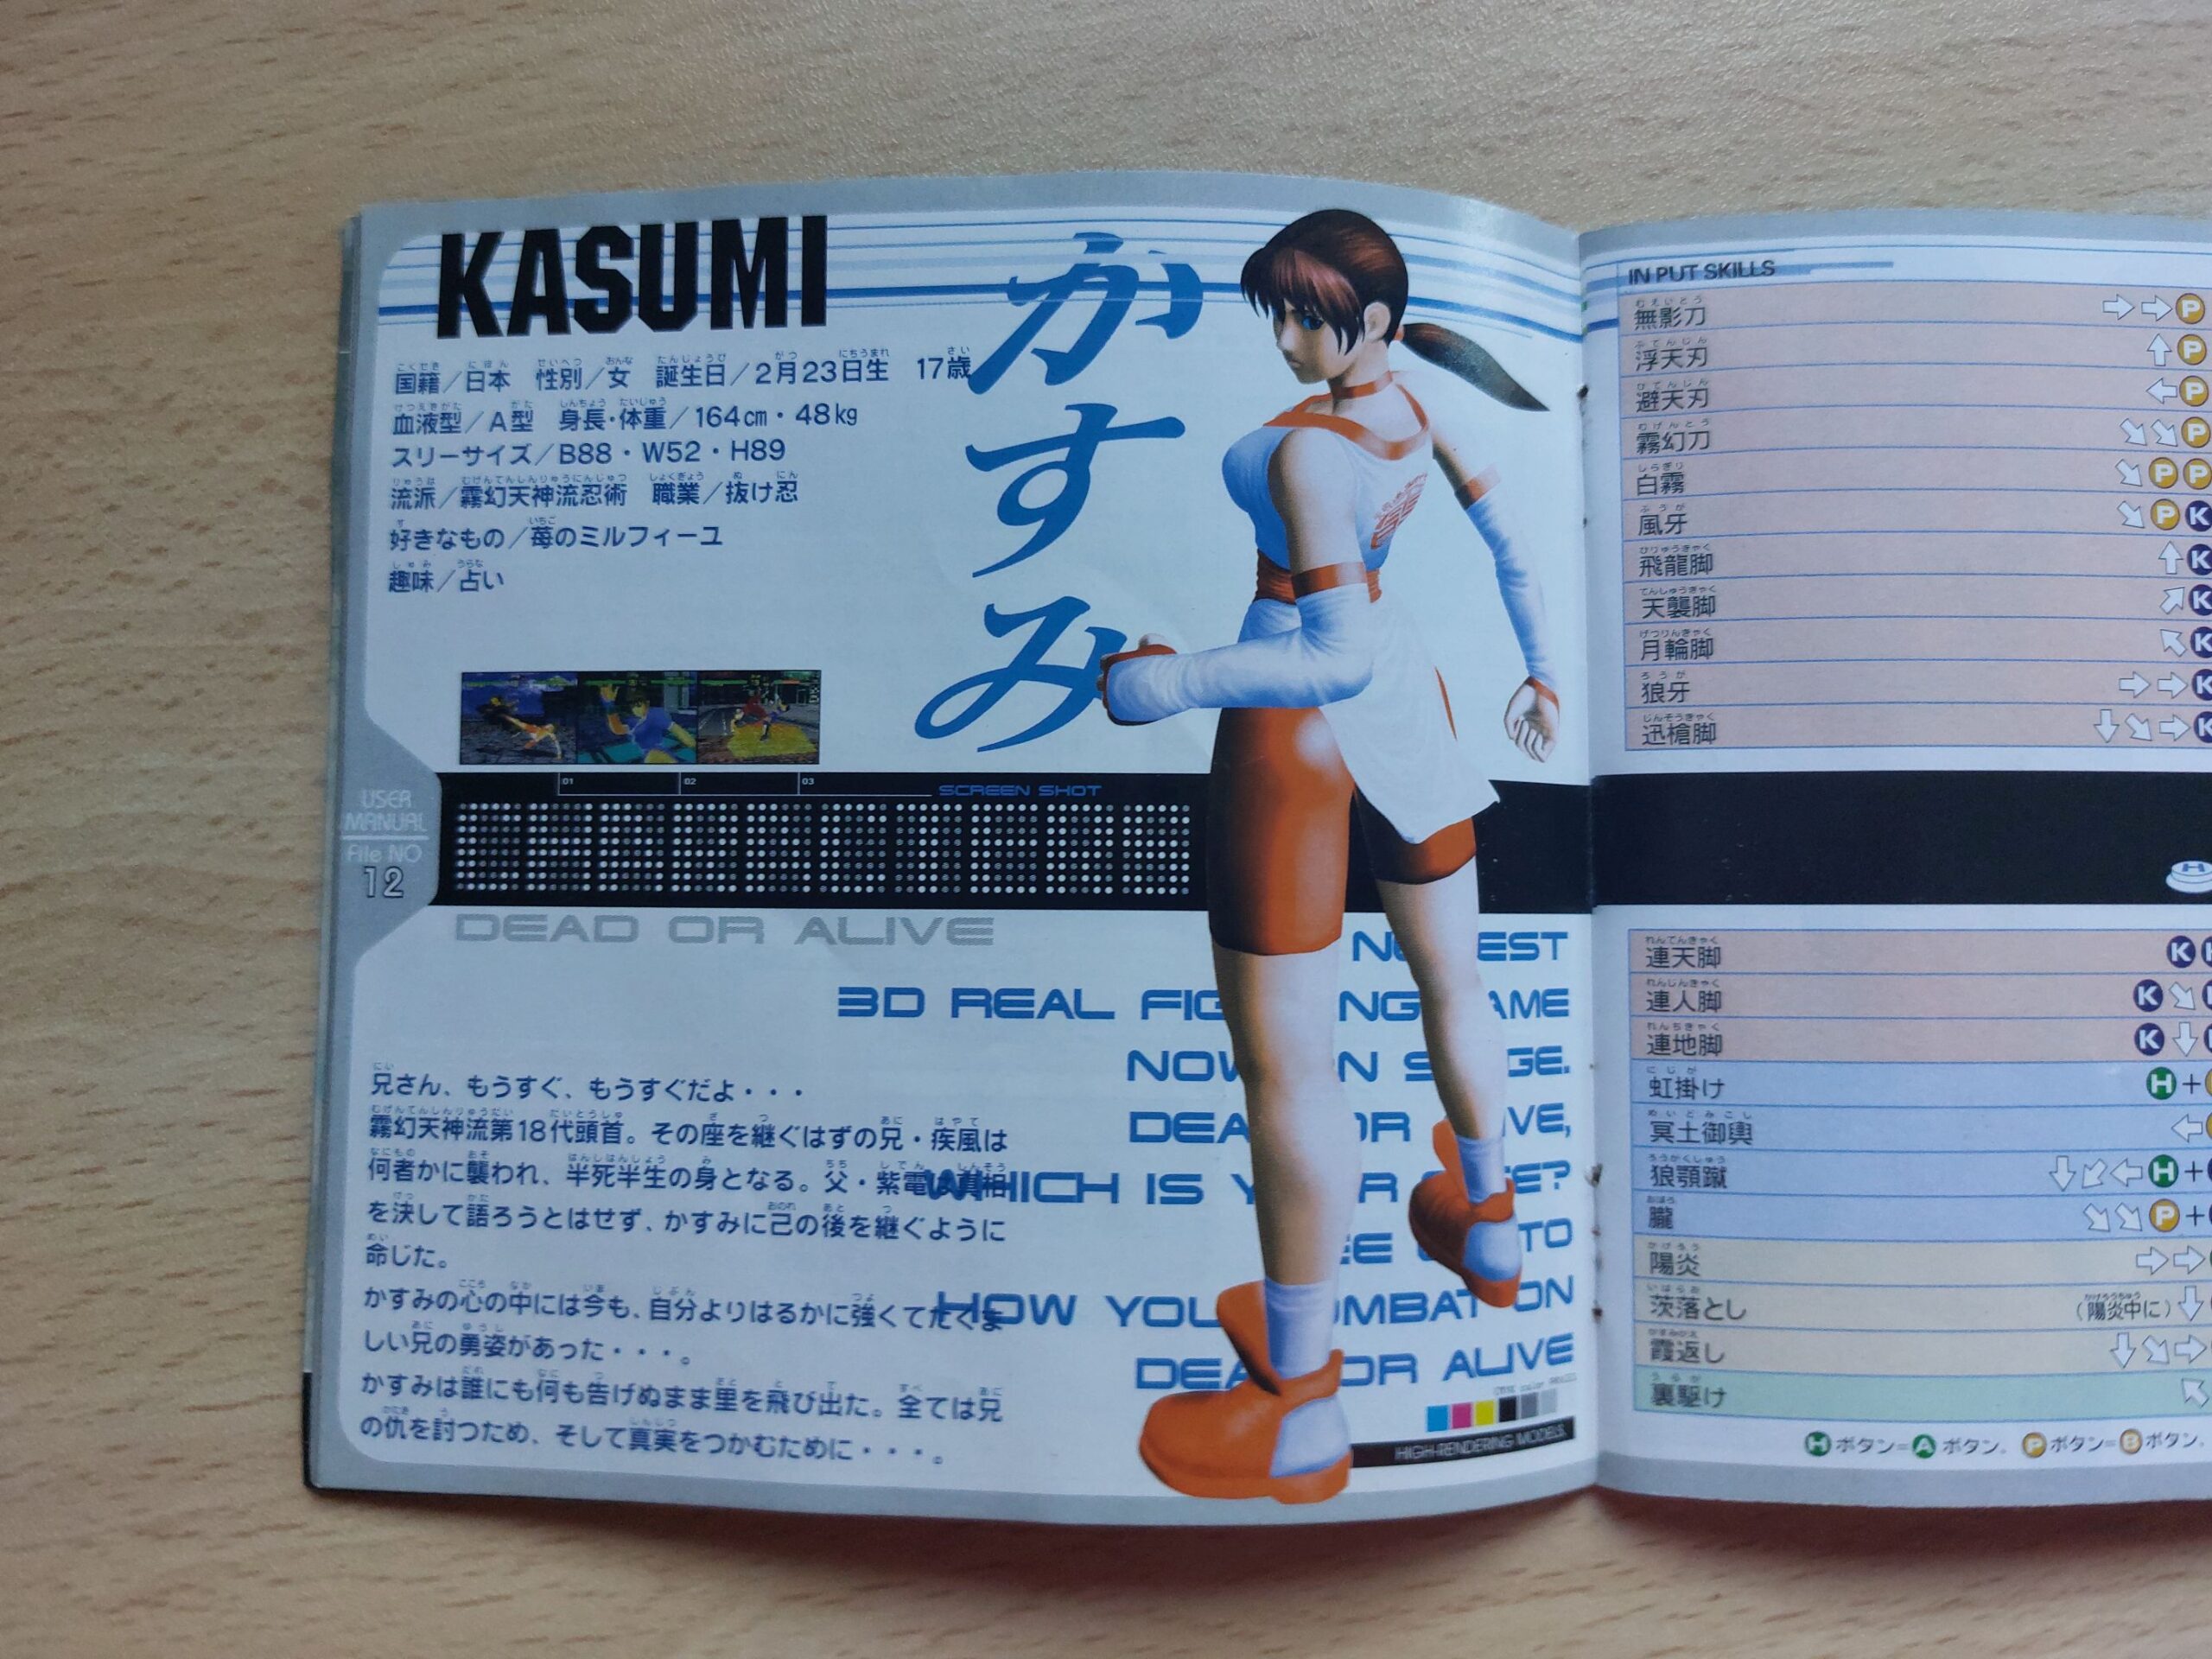 KASUMI
かすみ
国籍／日本　性別／女　誕生日／2月23日生　17歳
血液型／A型　身長・体重／164cm・48kg
スリーサイズ／B88・W52・H89
流派／霧幻天神流忍術　職業／抜け忍
好きなもの／苺のミルフィーユ
趣味／占い
01 02 03 SCREEN SHOT
USER
MANUAL
File NO
12
CHARACTERS
DEAD OR ALIVE
3D REAL
DEAD OR ALIVE
兄さん、もうすぐ、もうすぐだよ・・・
霧幻天神流第18代頭首。その座を継ぐはずの兄・疾風は
何者かに襲われ、半死半生の身となる。父・紫電は真相
を決して語ろうとはせず、かすみに己の後を継ぐように
命じた。
かすみの心の中には今も、自分よりはるかに強くてたくま
しい兄の勇姿があった・・・。
かすみは誰にも何も告げぬまま里を飛び出た。全ては兄
の仇を討つため、そして真実をつかむために・・・。
HIGH-RENDERING MODELS.
IN PUT SKILLS
無影刀 ⇨⇨P
浮天刃 ⇧P
避天刃 ⇦P
霧幻刀 P
白霧 PP
風牙 PK
飛龍脚 ⇧K
天襲脚 K
月輪脚 K
狼牙 ⇨⇨K
迅槍脚 K
連天脚 K
連人脚 K
連地脚 K⇩
虹掛け H+
冥土御輿 ⇦
狼顎蹴 H+
朧 P+
陽炎 ⇨⇨
茨落とし (陽炎中に)⇩
霞返し
裏駆け
Hボタン=Aボタン。Pボタン=Bボタン。